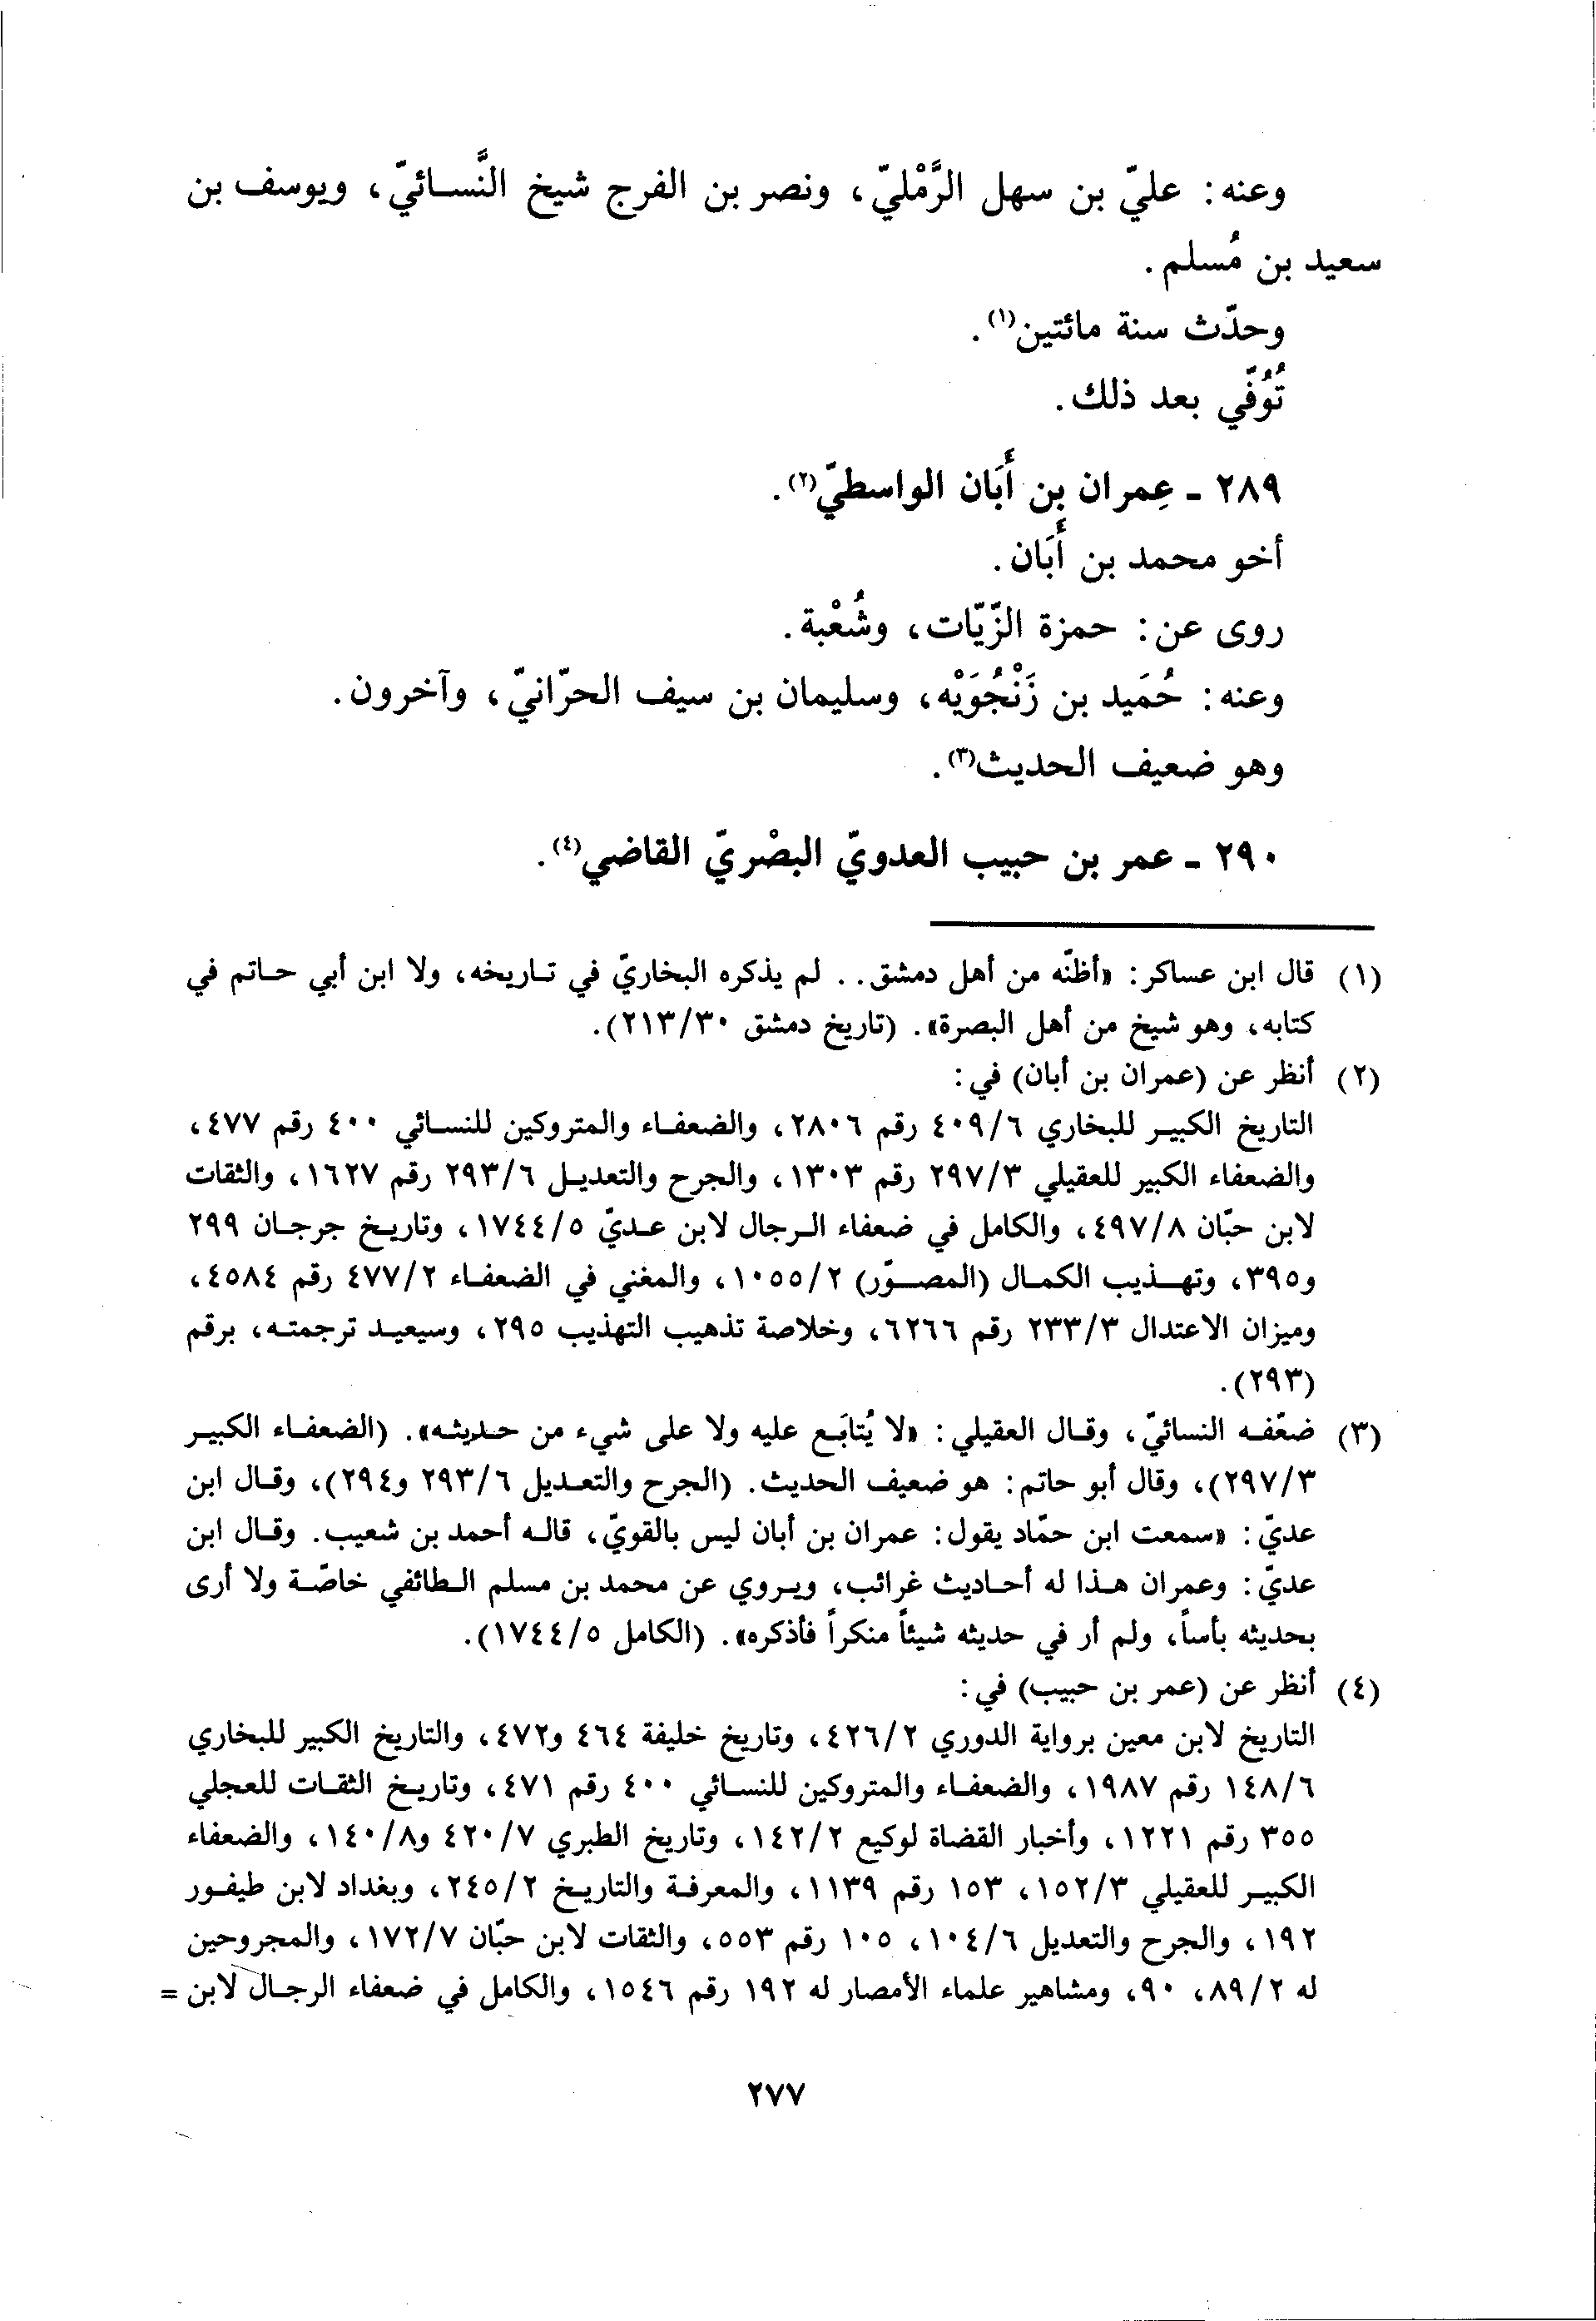 وعنه: عليّ بن سهل الرَّمْليّ، ونصر بن الفرج شيخ النَّسائيّ، ويوسف بن
سعيد بن مُسلم.
وحدّث سنة مائتين(١).
تُوُفّي بعد ذلك.
٢٨٩ - عِمران بن أَبَان الواسطيّ(٢).
أخو محمد بن أَبَان.
روى عن: حمزة الزّيّات، وشُعْبة.
وعنه: حُمَيد بن زَنْجُوَيْه، وسليمان بن سيف الحرّانيّ، وآخرون.
وهو ضعيف الحديث(٣).
٢٩٠ - عمر بن حبيب العدويّ البصْريّ القاضي(٤).
(١) قال ابن عساكر: «أظنّه من أهل دمشق.. لم يذكره البخاريّ في تاريخه، ولا ابن أبي حاتم في
كتابه، وهو شيخ من أهل البصرة». (تاريخ دمشق ٢١٣/٣٠).
(٢) أنظر عن (عمران بن أبان) في:
التاريخ الكبير للبخاري ٤٠٩/٦ رقم ٢٨٠٦، والضعفاء والمتروكين للنسائي ٤٠٠ رقم ٤٧٧،
والضعفاء الكبير للعقيلي ٢٩٧/٣ رقم ١٣٠٣، والجرح والتعديل ٢٩٣/٦ رقم ١٦٢٧، والثقات
لابن حبّان ٤٩٧/٨، والكامل في ضعفاء الرجال لابن عديّ ١٧٤٤/٥، وتاريخ جرجان ٢٩٩
و٣٩٥، وتهذيب الكمال (المصوّر) ١٠٥٥/٢، والمغني في الضعفاء ٤٧٧/٢ رقم ٤٥٨٤،
وميزان الاعتدال ٢٣٣/٣ رقم ٦٢٦٦، وخلاصة تذهيب التهذيب ٢٩٥، وسيعيد ترجمته، برقم
(٢٩٣).
(٣) ضعّفه النسائيّ، وقال العقيلي: «لا يُتابَع عليه ولا على شيء من حديثه». (الضعفاء الكبير
٢٩٧/٣)، وقال أبو حاتم: هو ضعيف الحديث. (الجرح والتعديل ٢٩٣/٦ و٢٩٤)، وقال ابن
عديّ: «سمعت ابن حمّاد يقول: عمران بن أبان ليس بالقويّ، قاله أحمد بن شعيب. وقال ابن
عديّ: وعمران هذا له أحاديث غرائب، ويروي عن محمد بن مسلم الطائفي خاصّة ولا أرى
بحديثه بأساً، ولم أر في حديثه شيئاً منكراً فأذكره». (الكامل ١٧٤٤/٥).
(٤) أنظر عن (عمر بن حبيب) في:
التاريخ لابن معين برواية الدوري ٤٢٦/٢، وتاريخ خليفة ٤٦٤ و٤٧٢، والتاريخ الكبير للبخاري
١٤٨/٦ رقم ١٩٨٧، والضعفاء والمتروكين للنسائي ٤٠٠ رقم ٤٧١، وتاريخ الثقات للعجلي
٣٥٥ رقم ١٢٢١، وأخبار القضاة لوكيع ١٤٢/٢، وتاريخ الطبري ٤٢٠/٧ و١٤٠/٨، والضعفاء
الكبير للعقيلي ١٥٢/٣، ١٥٣ رقم ١١٣٩، والمعرفة والتاريخ ٢٤٥/٢، وبغداد لابن طيفور
١٩٢، والجرح والتعديل ١٠٤/٦، ١٠٥ رقم ٥٥٣، والثقات لابن حبّان ١٧٢/٧، والمجروحين
له ٨٩/٢، ٩٠، ومشاهير علماء الأمصار له ١٩٢ رقم ١٥٤٦، والكامل في ضعفاء الرجال لابن =
٢٧٧